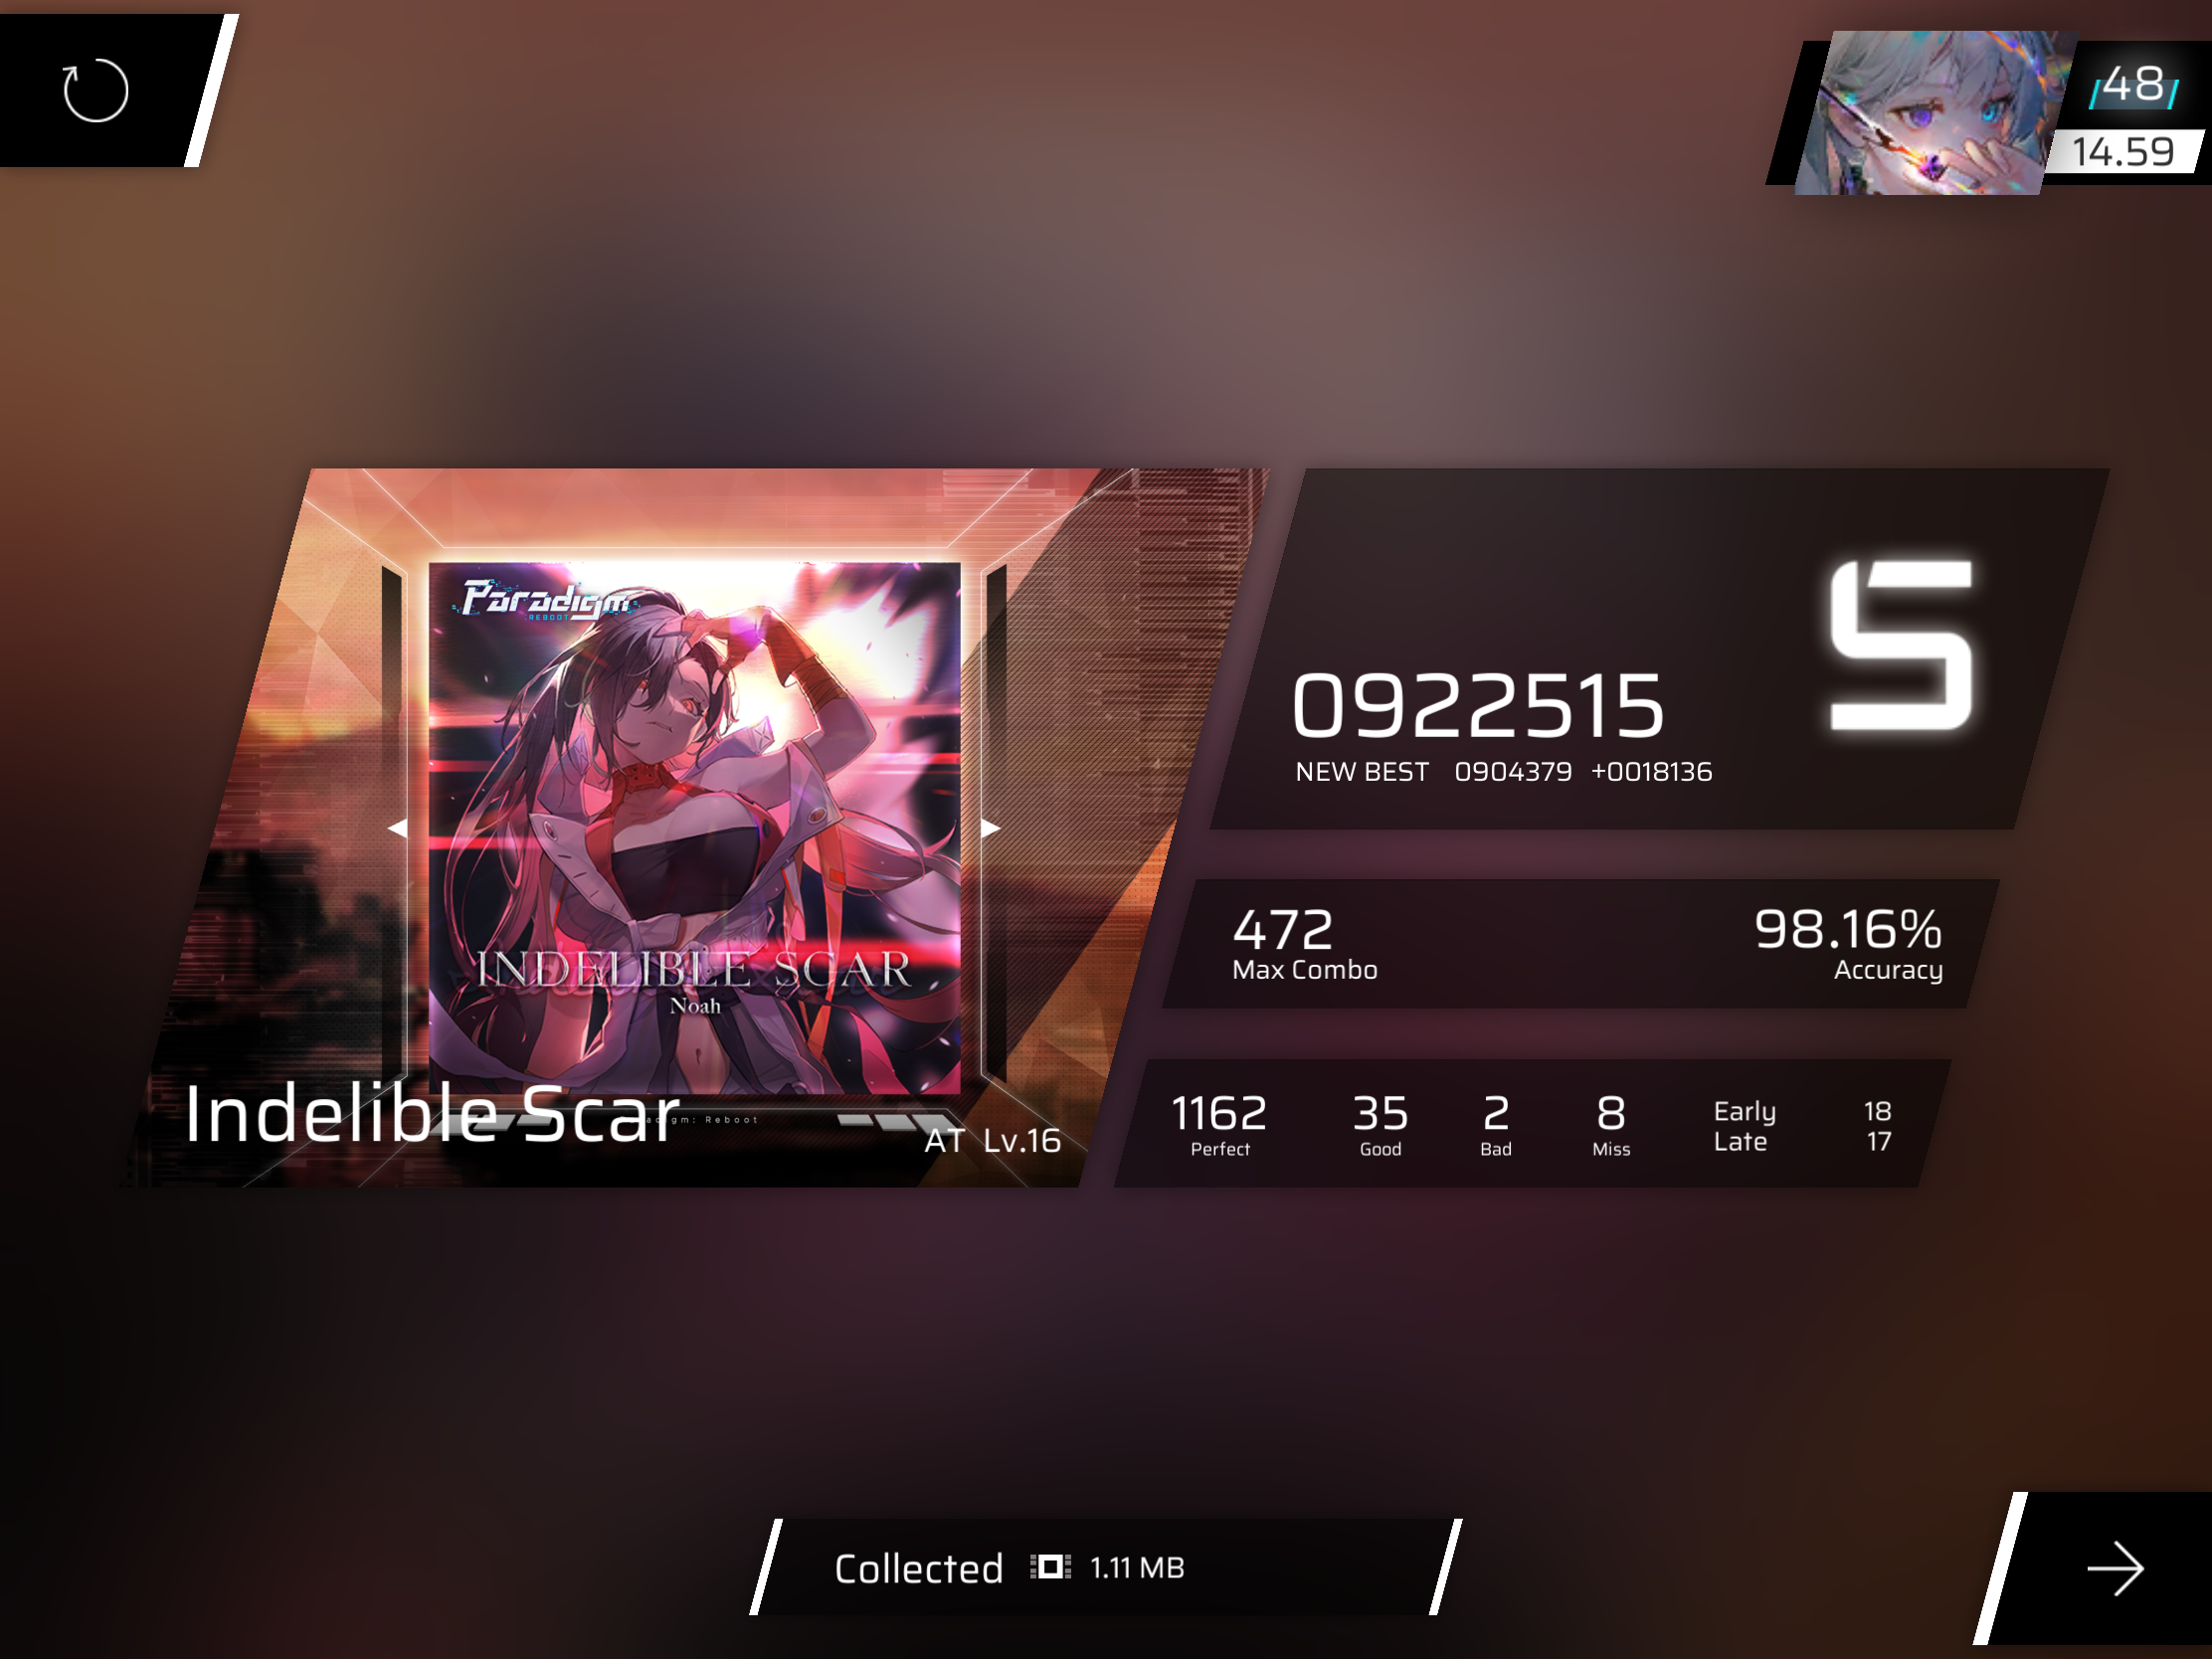 48
14.59
Paradigm
REBOOT
INDELIBLE SCAR
Noah
Indelible Scar
Paradigm: Reboot
AT Lv.16
S
0922515
NEW BEST 0904379 +0018136
472
Max Combo
98.16%
Accuracy
1162
Perfect
35
Good
2
Bad
8
Miss
Early 18
Late 17
Collected 1.11 MB